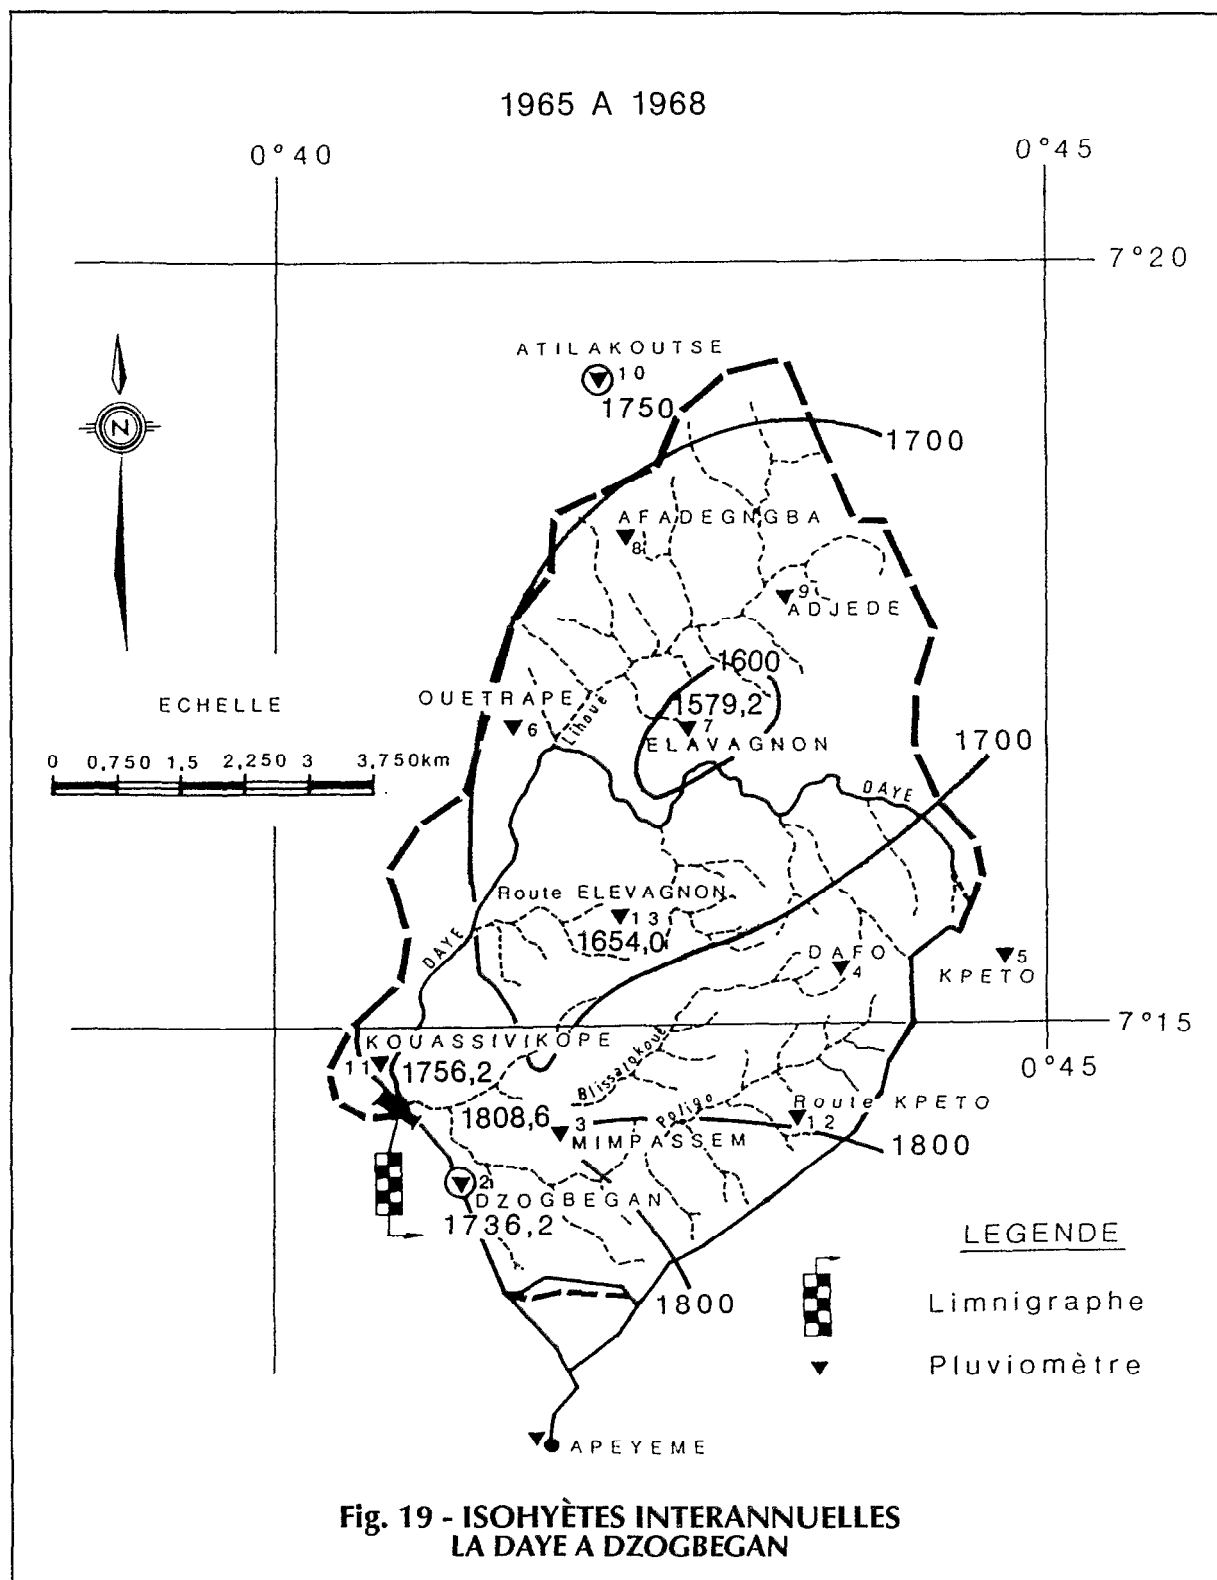 1965 A 1968
0°40
0°45
7°20
ATILAKOUTSE
10
1750
1700
N
AFADEGNGBA
8
9
ADJEDE
1600
OUETRAPE
1579,2
ECHELLE
6
Lihoué
7
ELAVAGNON
1700
0 0,750 1,5 2,250 3 3,750km
DAYE
Route ELEVAGNON
13
1654,0
DAYE
DAFO
4
5
KPETO
7°15
KOUASSIVIKOPE
11
1756,2
0°45
Blissarokoué
Poligo
Route KPETO
12
1808,6
3
MIMPASSEM
1800
2
DZOGBEGAN
1736,2
LEGENDE
1800
Limnigraphe
Pluviomètre
APEYEME
Fig. 19 - ISOHYÈTES INTERANNUELLES
LA DAYE A DZOGBEGAN